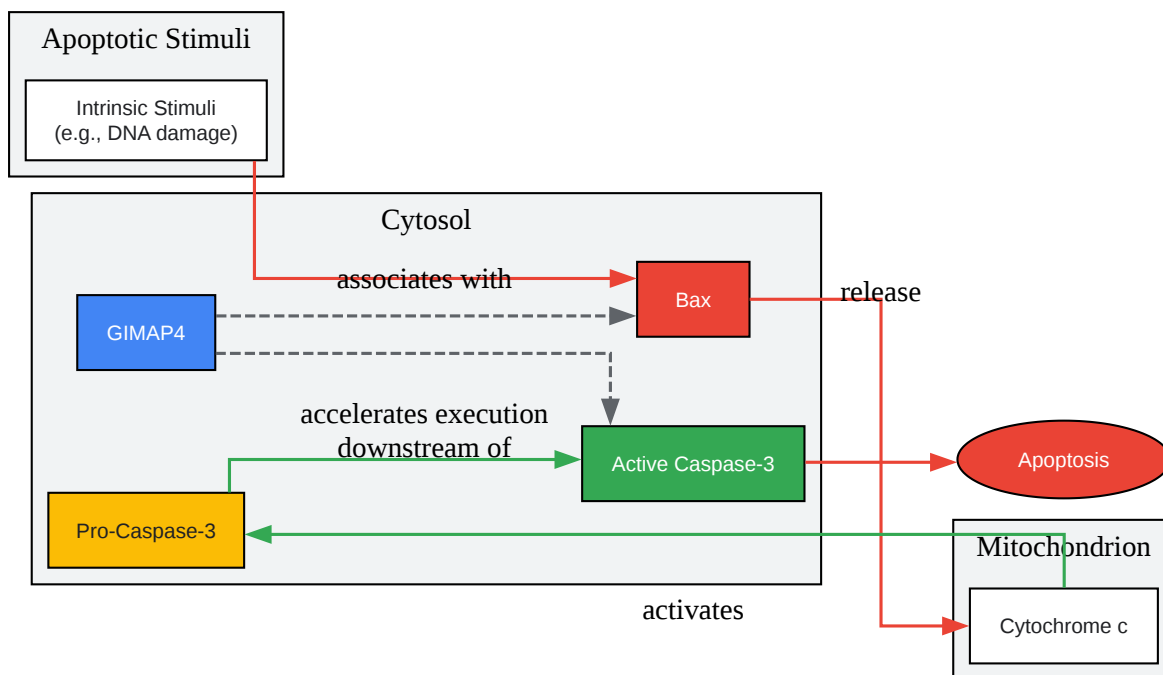 Apoptotic Stimuli
Intrinsic Stimuli
(e.g., DNA damage)
Cytosol
associates with
Bax
release
GIMAP4
accelerates execution
downstream of
Active Caspase-3
Apoptosis
Pro-Caspase-3
Mitochondrion
activates
Cytochrome c